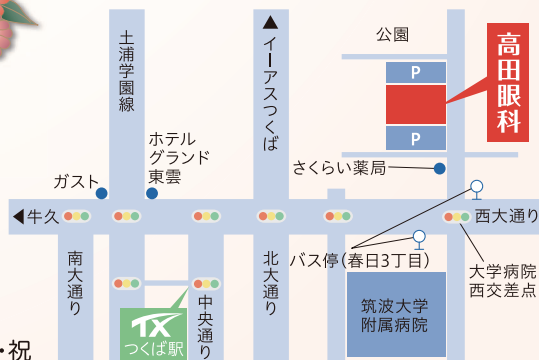 公園
土浦学園線
▲イーアスつくば
P
高田眼科
P
さくらい薬局
ホテル
グランド
東雲
ガスト
◀牛久
西大通り
南大通り
北大通り
バス停(春日3丁目)
大学病院
西交差点
中央通り
筑波大学
附属病院
TX
つくば駅
・祝